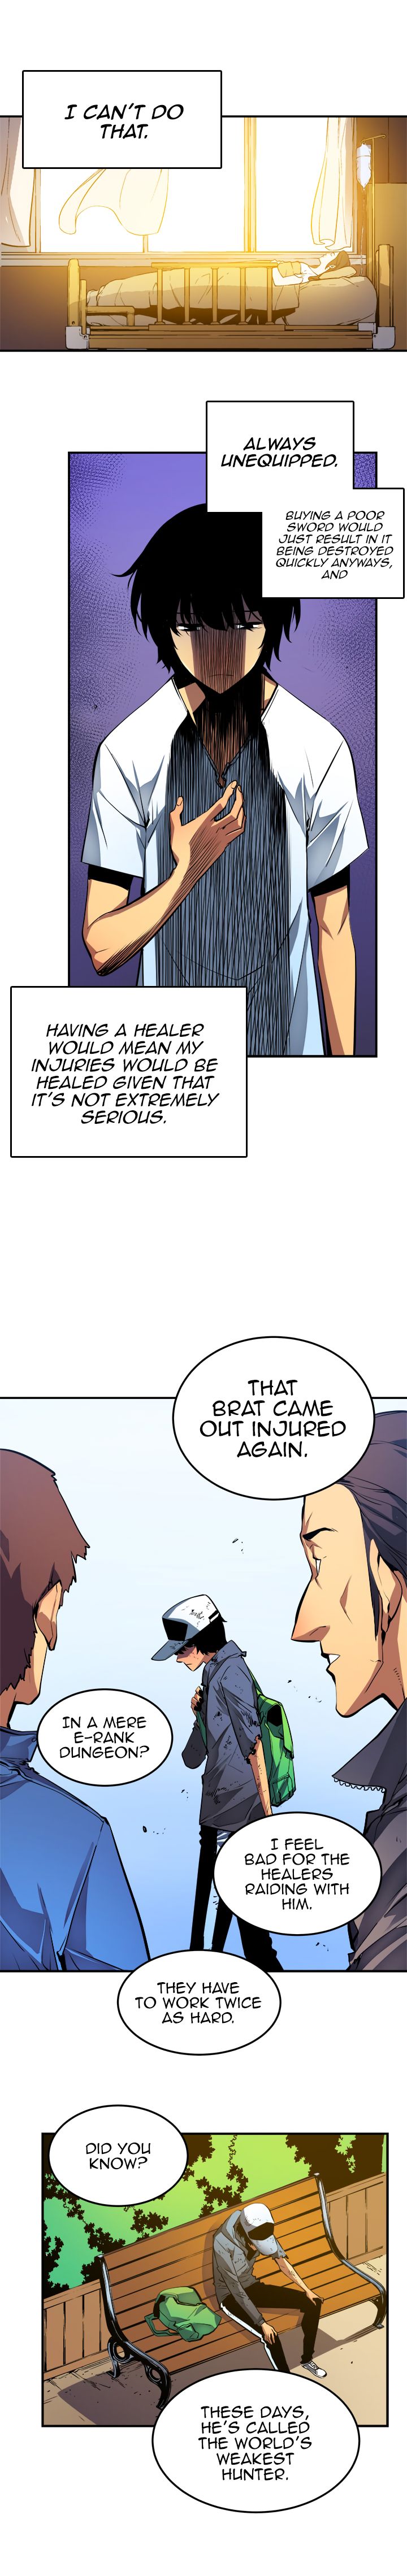 I CAN'T DO
THAT.
ALWAYS
UNEQUIPPED.
BUYING A POOR
SWORD WOULD
JUST RESULT IN IT
BEING DESTROYED
QUICKLY ANYWAYS,
AND
HAVING A HEALER
WOULD MEAN MY
INJURIES WOULD BE
HEALED GIVEN THAT
IT'S NOT EXTREMELY
SERIOUS.
THAT
BRAT CAME
OUT INJURED
AGAIN.
IN A MERE
E-RANK
DUNGEON?
I FEEL
BAD FOR THE
HEALERS
RAIDING WITH
HIM.
THEY HAVE
TO WORK TWICE
AS HARD.
DID YOU
KNOW?
THESE DAYS,
HE'S CALLED
THE WORLD'S
WEAKEST
HUNTER.